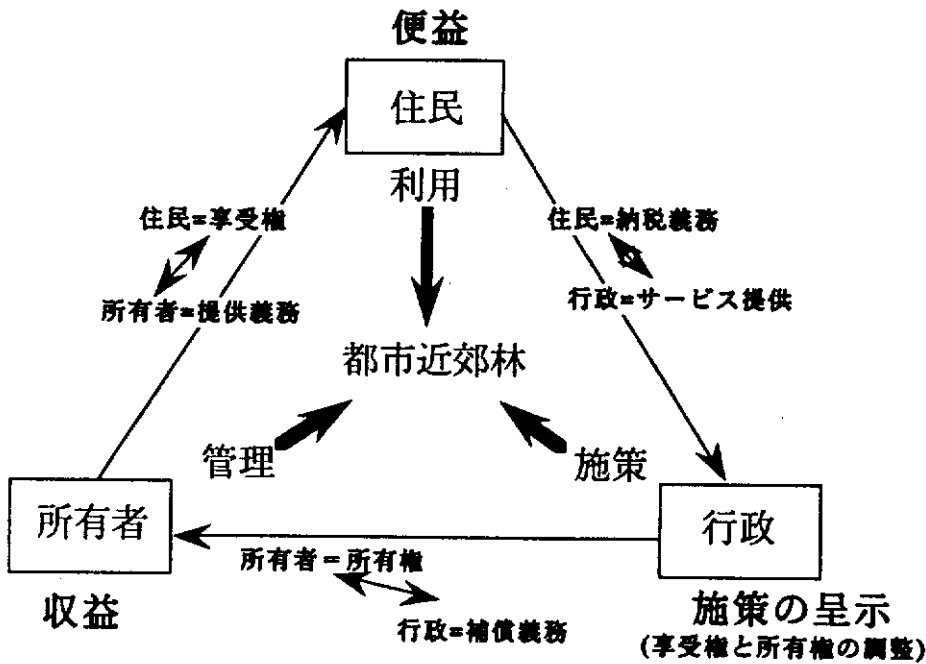 便益
住民
利用
住民=享受権
住民=納税義務
所有者=提供義務
行政=サービス提供
都市近郊林
管理
施策
所有者
行政
所有者=所有権
収益
行政=補償義務
施策の呈示
(享受権と所有権の調整)